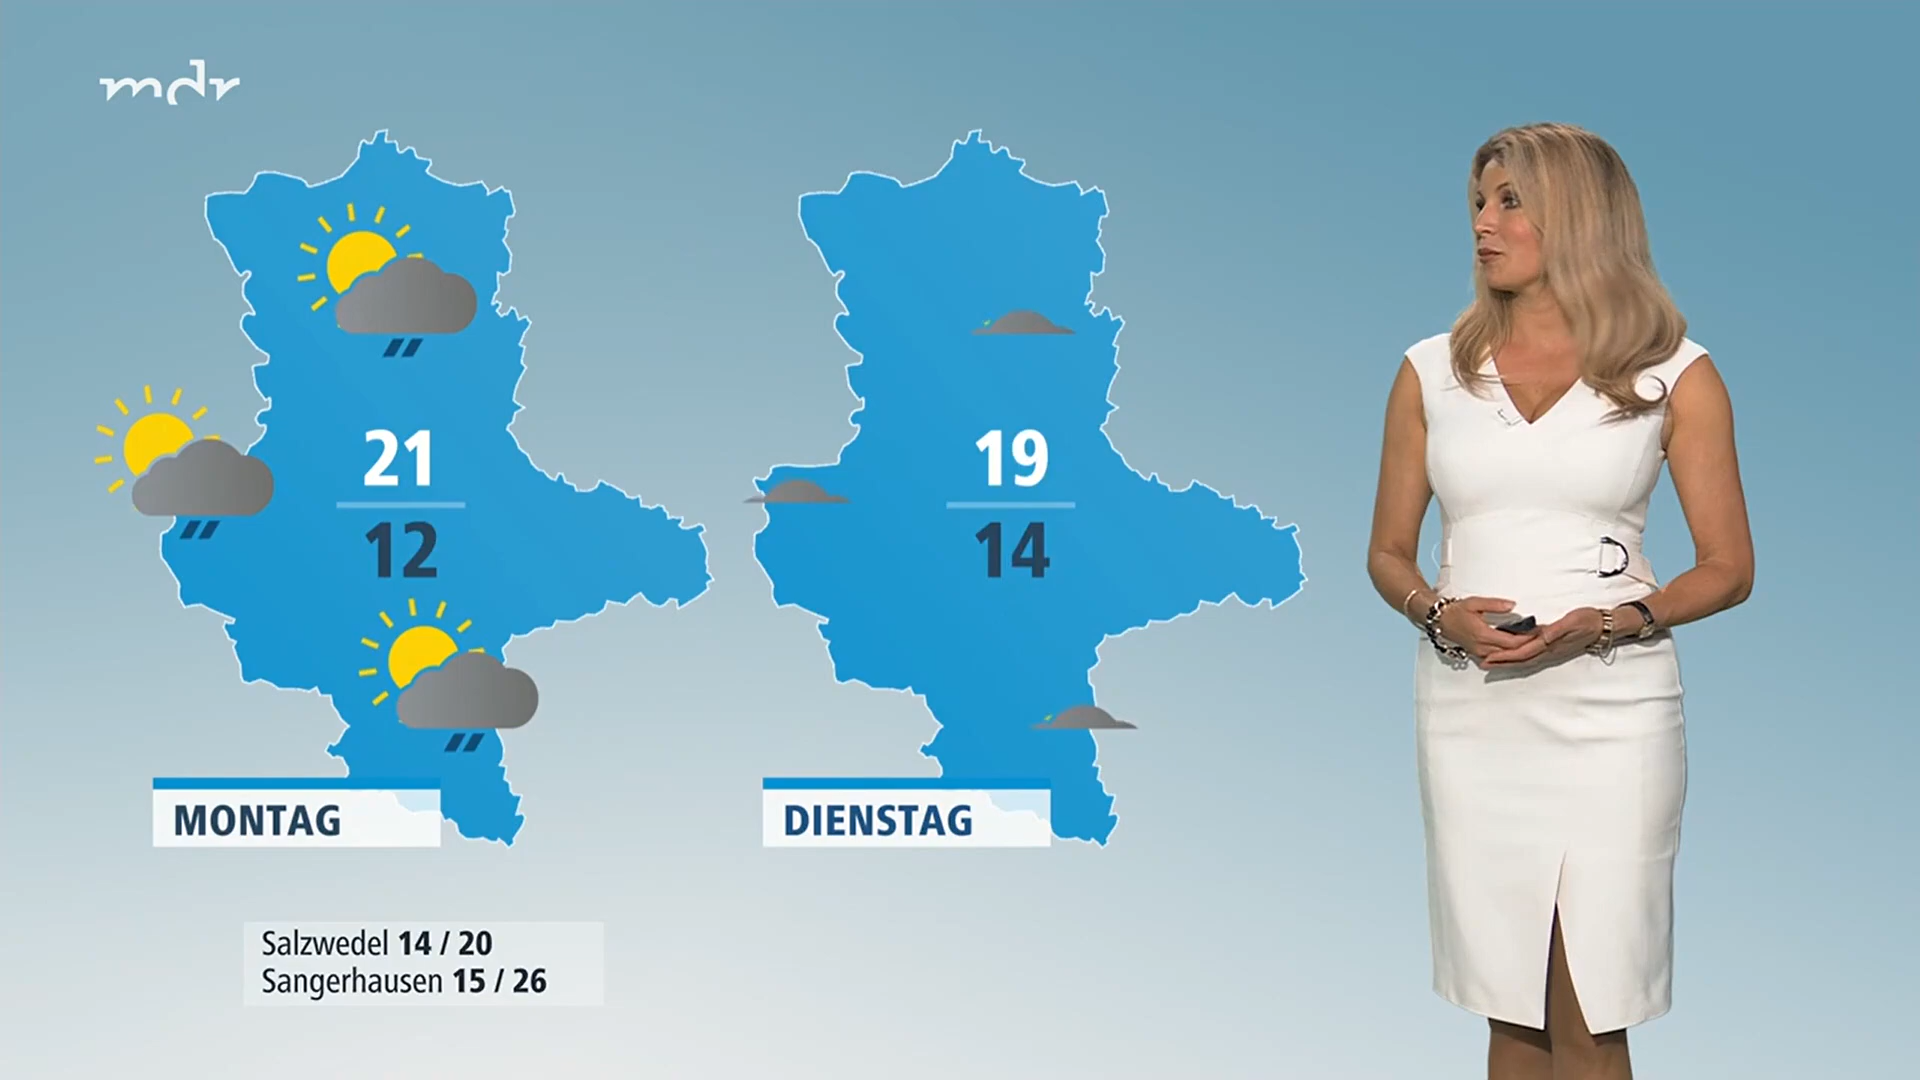 mdr
21
12
19
14
MONTAG
DIENSTAG
Salzwedel 14 / 20
Sangerhausen 15 / 26